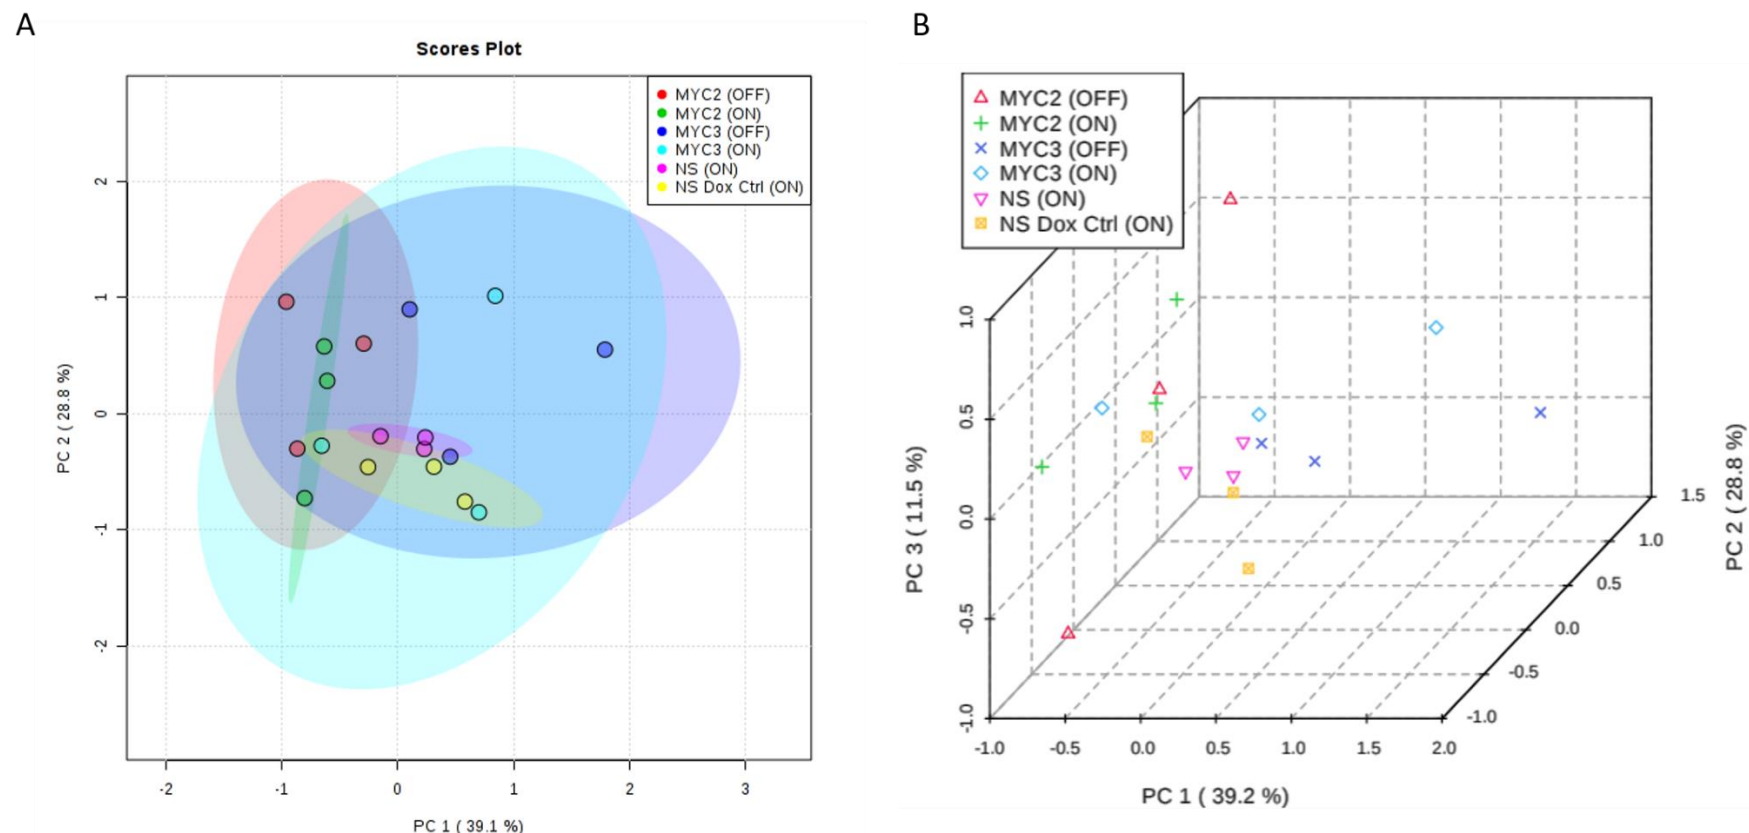 A
Scores Plot
MYC2 (OFF)
MYC2 (ON)
MYC3 (OFF)
MYC3 (ON)
NS (ON)
NS Dox Ctrl (ON)
2
1
0
-1
-2
PC 2 ( 28.8 %)
-2
-1
0
1
2
3
PC 1 ( 39.1 %)
B
MYC2 (OFF)
MYC2 (ON)
MYC3 (OFF)
MYC3 (ON)
NS (ON)
NS Dox Ctrl (ON)
1.0
0.5
0.0
-0.5
-1.0
PC 3 ( 11.5 %)
1.5
1.0
0.5
0.0
-0.5
-1.0
PC 2 ( 28.8 %)
-1.0
-0.5
0.0
0.5
1.0
1.5
2.0
PC 1 ( 39.2 %)